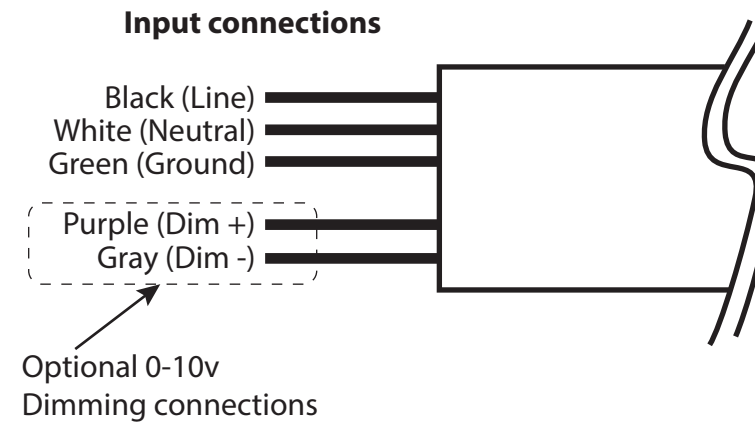 Input connections
Black (Line)
White (Neutral)
Green (Ground)
Purple (Dim +)
Gray (Dim -)
Optional 0-10v
Dimming connections